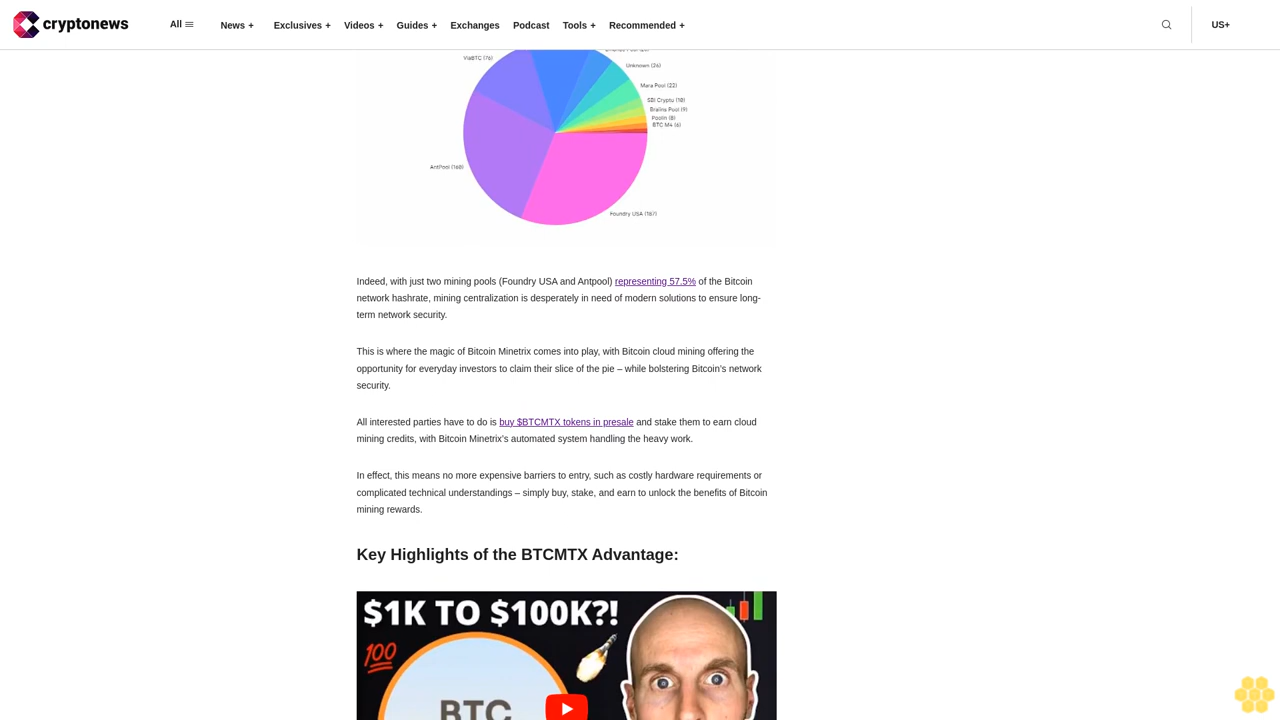 cryptonews
All
News +
Exclusives +
Videos +
Guides +
Exchanges
Podcast
Tools +
Recommended +
US+
ViaBTC (76)
Unknown (26)
Mara Pool (22)
SBI Crypto (10)
Braiins Pool (9)
Poolin (8)
BTC M4 (6)
AntPool (168)
Foundry USA (187)
Indeed, with just two mining pools (Foundry USA and Antpool) representing 57.5% of the Bitcoin
network hashrate, mining centralization is desperately in need of modern solutions to ensure long-
term network security.
This is where the magic of Bitcoin Minetrix comes into play, with Bitcoin cloud mining offering the
opportunity for everyday investors to claim their slice of the pie – while bolstering Bitcoin’s network
security.
All interested parties have to do is buy $BTCMTX tokens in presale and stake them to earn cloud
mining credits, with Bitcoin Minetrix’s automated system handling the heavy work.
In effect, this means no more expensive barriers to entry, such as costly hardware requirements or
complicated technical understandings – simply buy, stake, and earn to unlock the benefits of Bitcoin
mining rewards.
Key Highlights of the BTCMTX Advantage:
$1K TO $100K?!
100
BTC